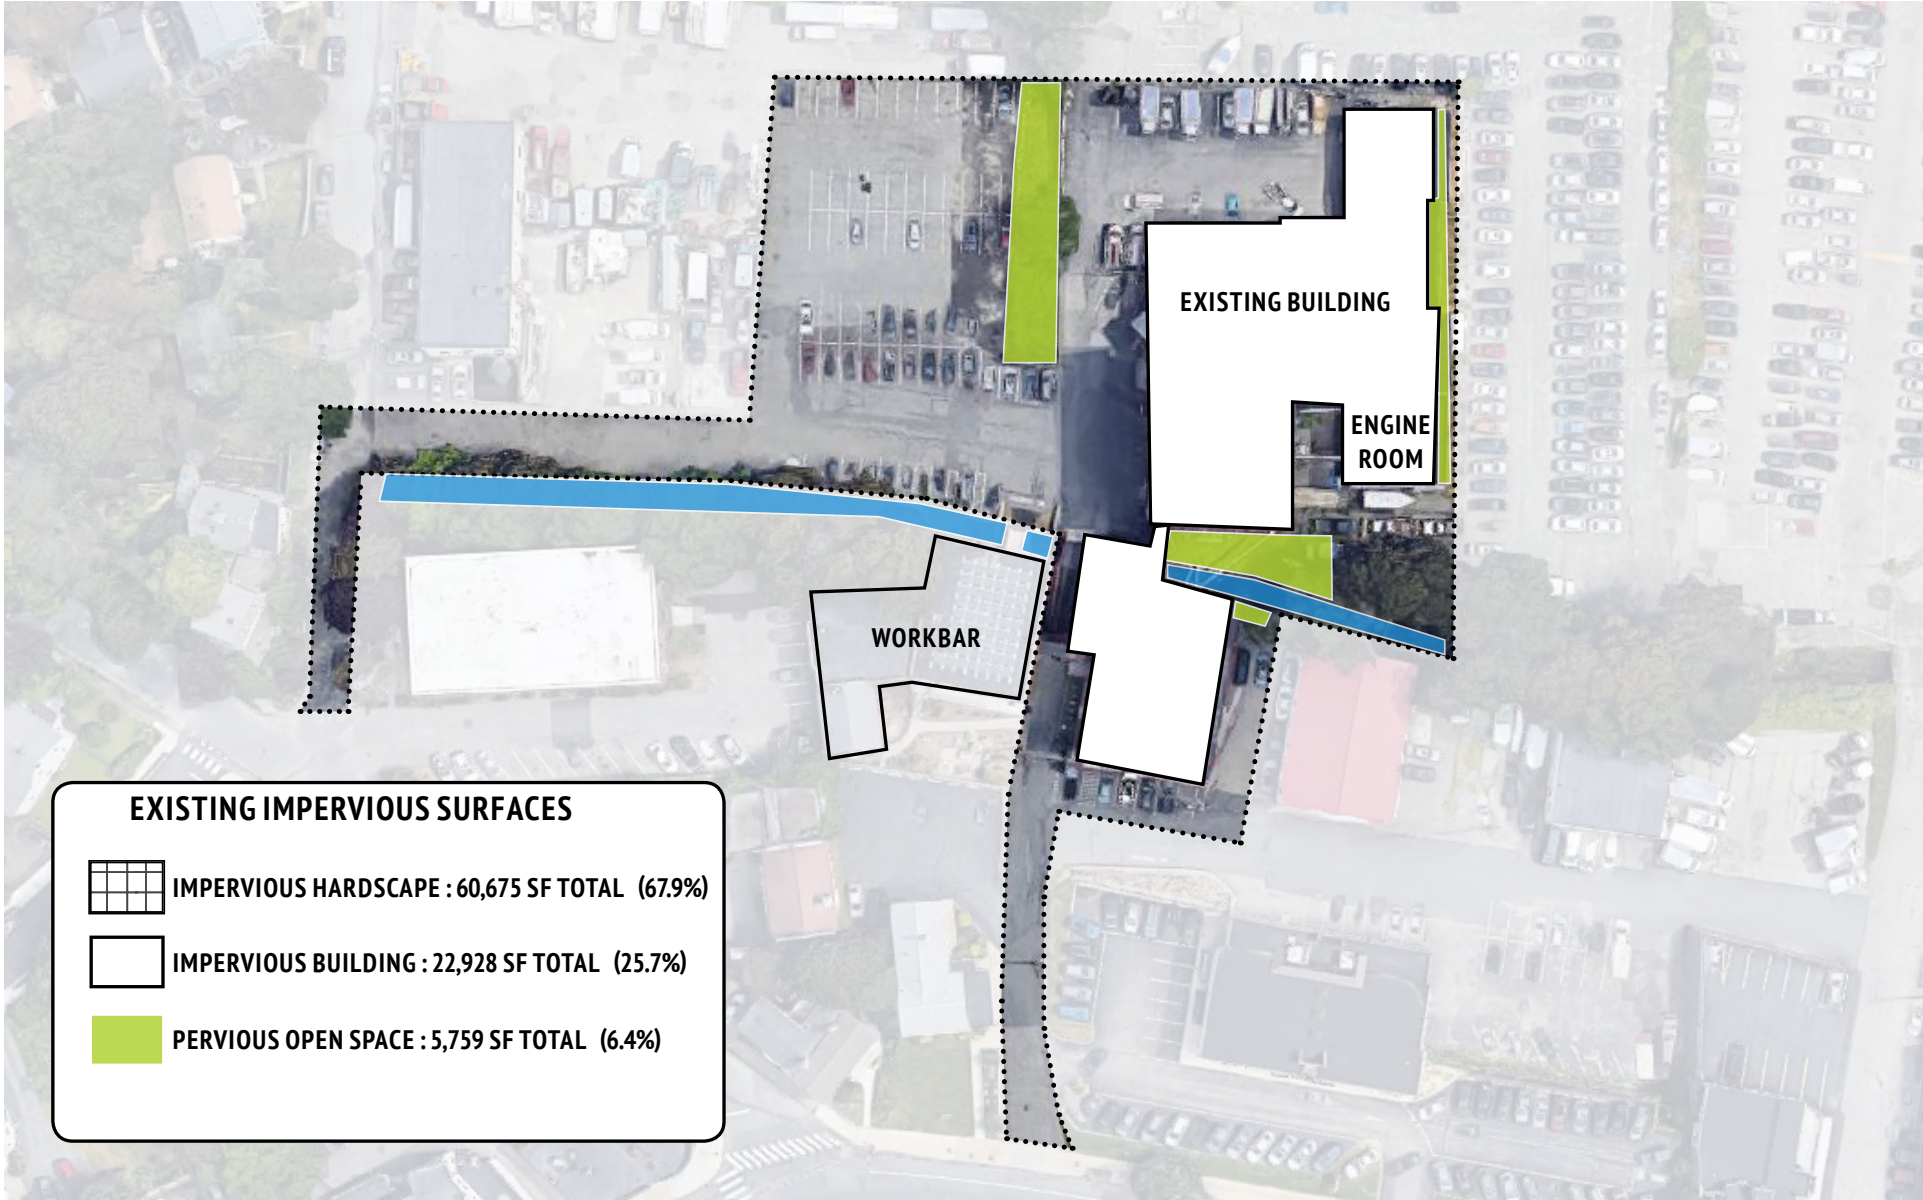 EXISTING BUILDING
ENGINE
ROOM
WORKBAR
EXISTING IMPERVIOUS SURFACES
IMPERVIOUS HARDSCAPE : 60,675 SF TOTAL (67.9%)
IMPERVIOUS BUILDING : 22,928 SF TOTAL (25.7%)
PERVIOUS OPEN SPACE : 5,759 SF TOTAL (6.4%)